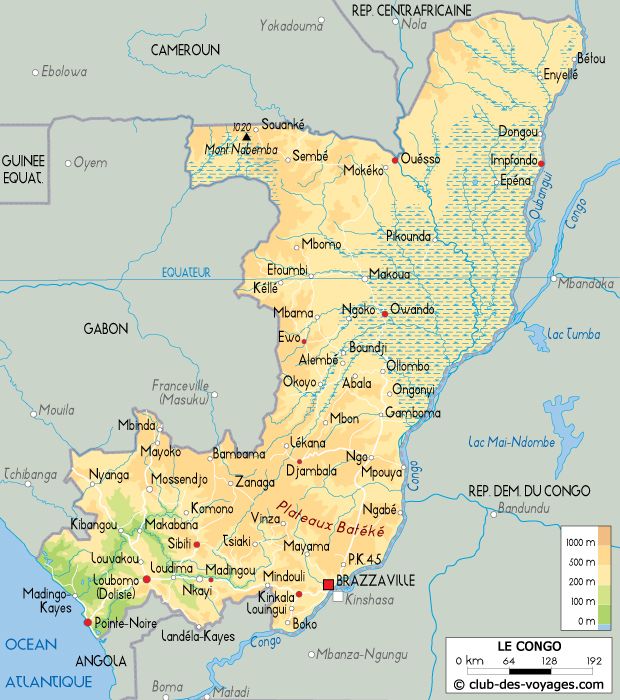 REP. CENTRAFRICAINE
Yokadouma
Nola
CAMEROUN
Bétou
Ebolowa
Enyellé
1020
Souanké
Dongou
Mont Nabemba
GUINEE
EQUAT.
Oyem
Sembé
Mokéko
Ouésso
Impfondo
Epéna
Oubangui
Congo
Pikounda
Mbomo
EQUATEUR
Etoumbi
Makoua
Kéllé
Mbandaka
Mbama
Ngoko
Owando
GABON
Ewo
Boundji
Lac Tumba
Alembé
Ollombo
Franceville
(Masuku)
Okoyo
Abala
Ongonyi
Mouila
Mbon
Gamboma
Mbinda
Lékana
Lac Mai-Ndombe
Mayoko
Bambama
Ngo
Djambala
Mpouya
Congo
Tchibanga
Nyanga
Mossendjo
Zanaga
REP. DEM. DU CONGO
Plateaux Batéké
Bandundu
Komono
Vinza
Ngabé
Kibangou
Makabana
Sibiti
Tsiaki
Mayama
1000 m
500 m
200 m
100 m
0 m
Louvakou
P.K.45
Loudima
Madingou
Mindouli
BRAZZAVILLE
Loubomo
(Dolisie)
Nkayi
Kinkala
Kinshasa
Madingo-
Kayes
Louingui
Pointe-Noire
Boko
Landéla-Kayes
Congo
OCEAN
ATLANTIQUE
ANGOLA
Mbanza-Ngungu
Boma
Matadi
LE CONGO
0 km 64 128 192
© club-des-voyages.com